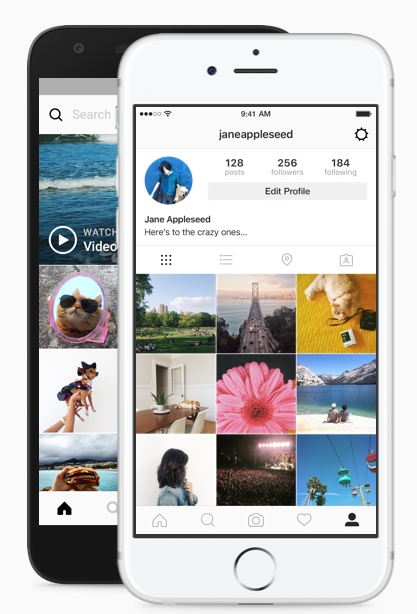 Search
WATCH
Video
9:41 AM
janeappleseed
128
256
184
posts
followers
following
Edit Profile
Jane Appleseed
Here's to the crazy ones...